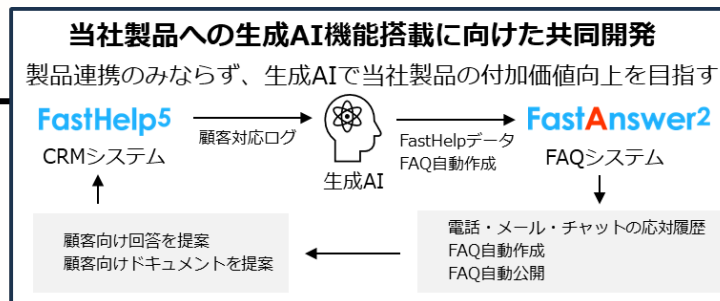 当社製品への生成AI機能搭載に向けた共同開発
製品連携のみならず、生成AIで当社製品の付加価値向上を目指す
FastHelp5
CRMシステム
顧客対応ログ
生成AI
FastHelpデータ
FAQ自動作成
FastAnswer2
FAQシステム
電話・メール・チャットの応対履歴
FAQ自動作成
FAQ自動公開
顧客向け回答を提案
顧客向けドキュメントを提案